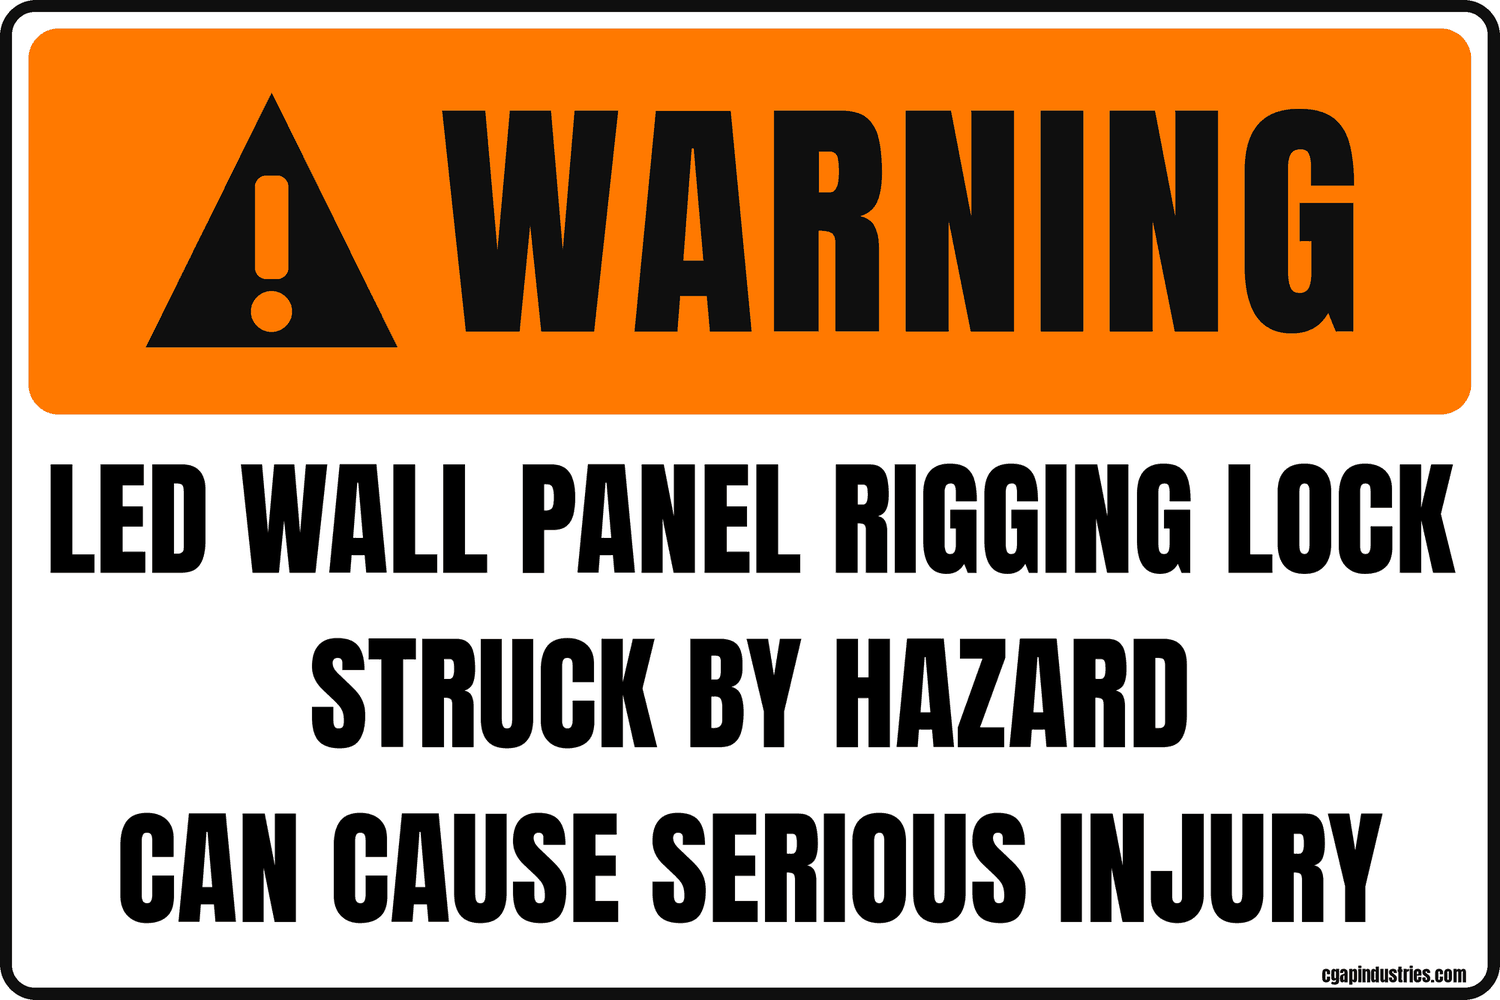 WARNING
LED WALL PANEL RIGGING LOCK
STRUCK BY HAZARD
CAN CAUSE SERIOUS INJURY
cgapindustries.com